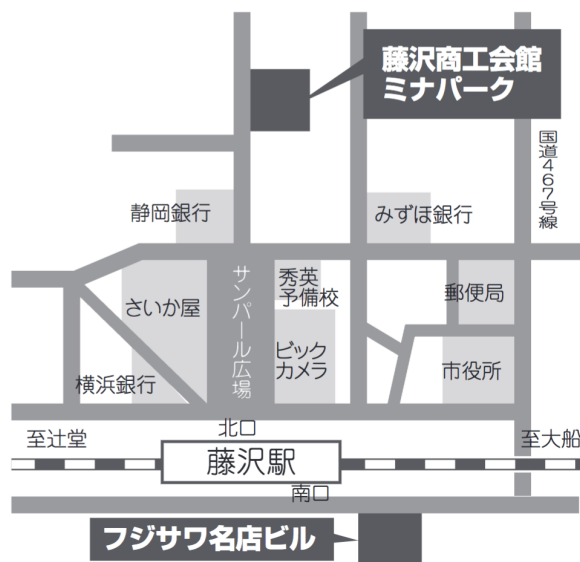 藤沢商工会館
ミナパーク
国道467号線
静岡銀行
みずほ銀行
サンパール広場
秀英
予備校
郵便局
さいか屋
ビック
カメラ
市役所
横浜銀行
北口
至辻堂
至大船
藤沢駅
南口
フジサワ名店ビル